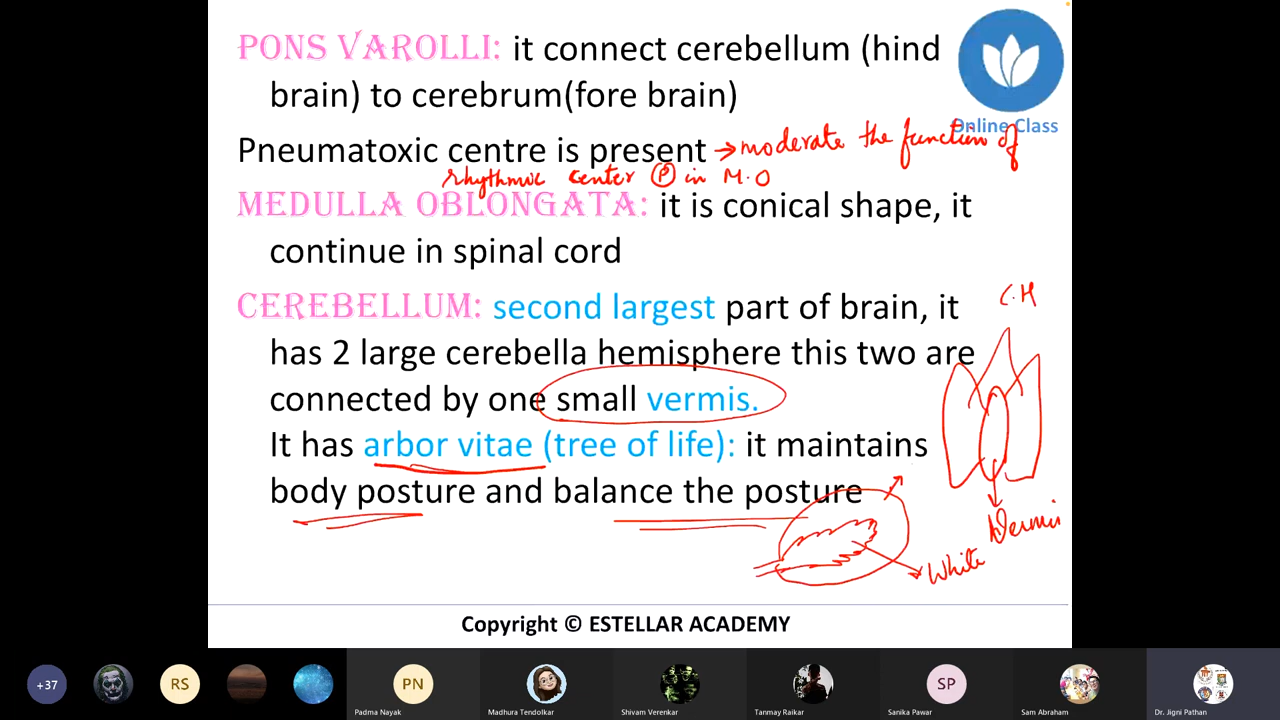 PONS VAROLLI: it connect cerebellum (hind
brain) to cerebrum(fore brain)
Online Class
Pneumatoxic centre is present → moderate the function of
rhythmic center (P) in M.O
MEDULLA OBLONGATA: it is conical shape, it
continue in spinal cord
CEREBELLUM: second largest part of brain, it
C.H
has 2 large cerebella hemisphere this two are
connected by one small vermis.
It has arbor vitae (tree of life): it maintains
body posture and balance the posture
White
Copyright © ESTELLAR ACADEMY
+37
RS
PN
SP
Padma Nayak
Madhura Tendolkar
Shivam Verenkar
Tanmay Raikar
Sanika Pawar
Sam Abraham
Dr. Jigni Pathan